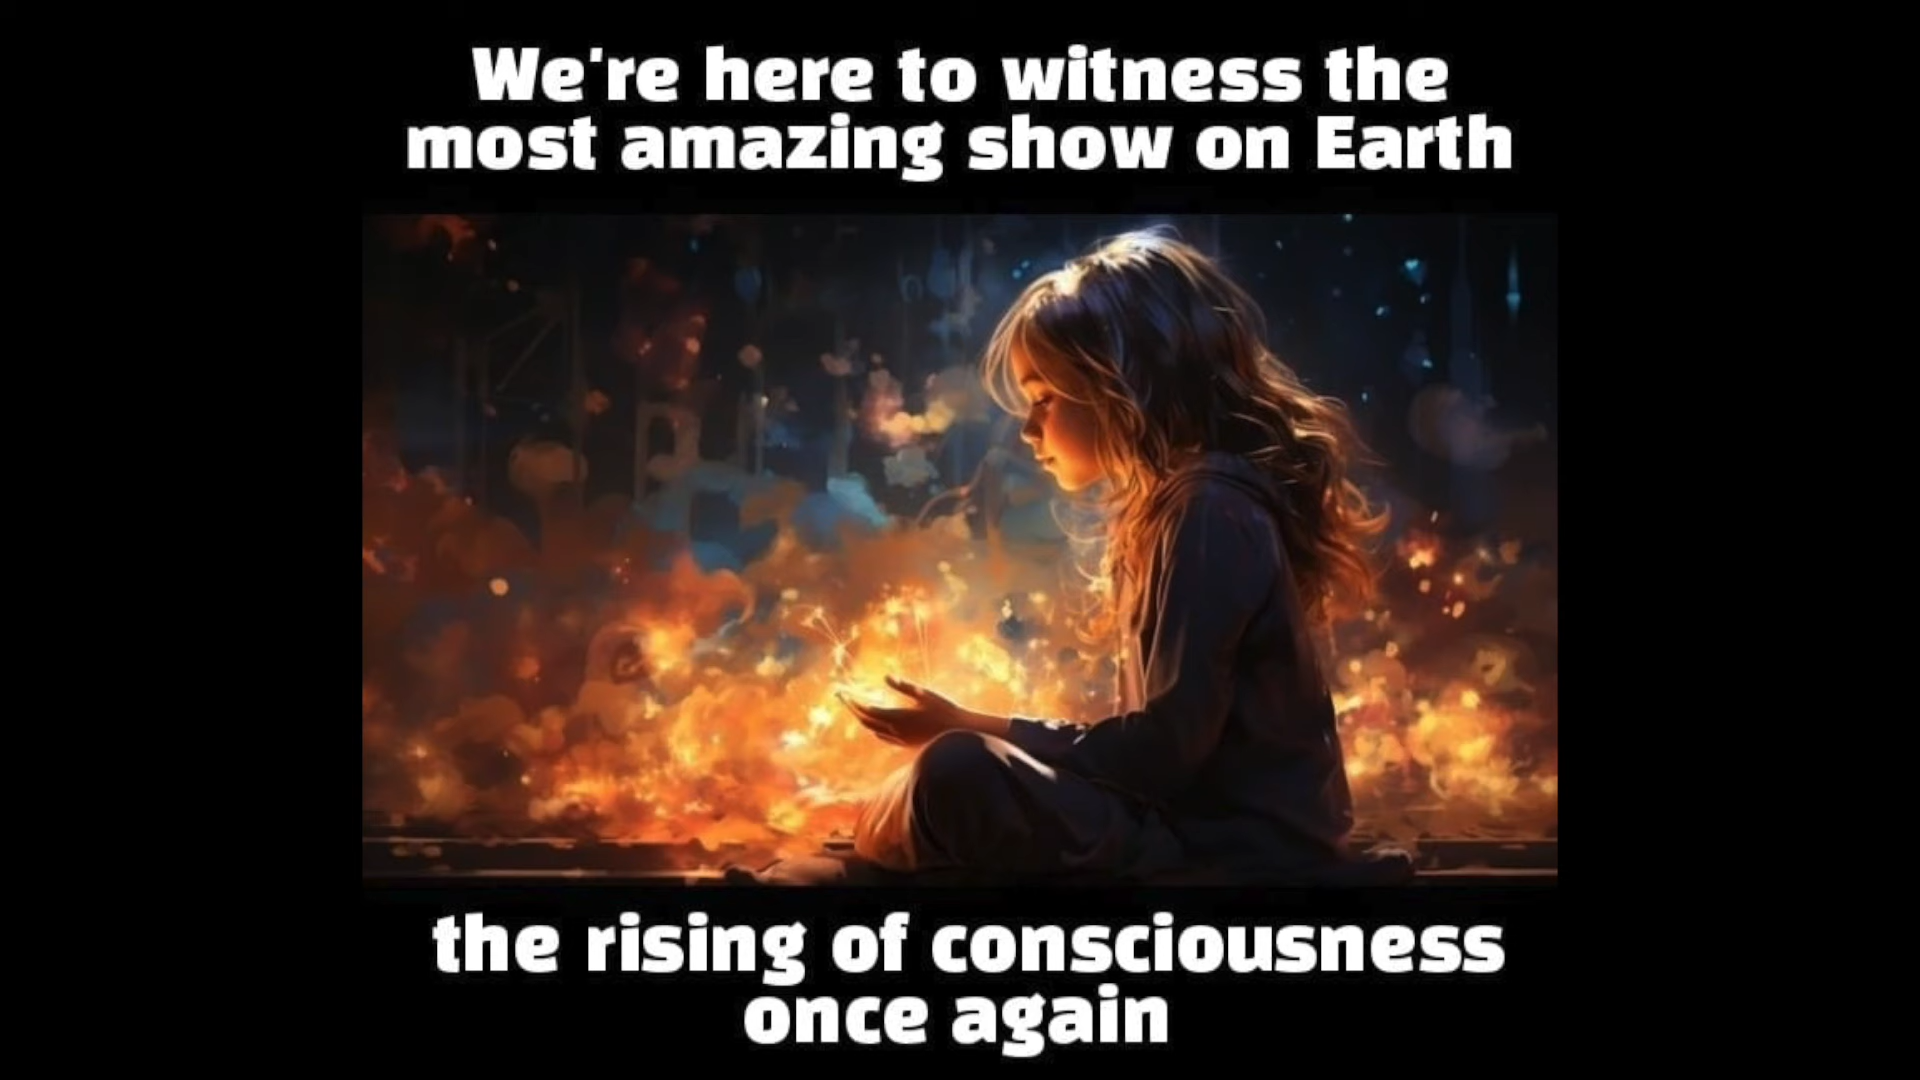 We're here to witness the
most amazing show on Earth
the rising of consciousness
once again